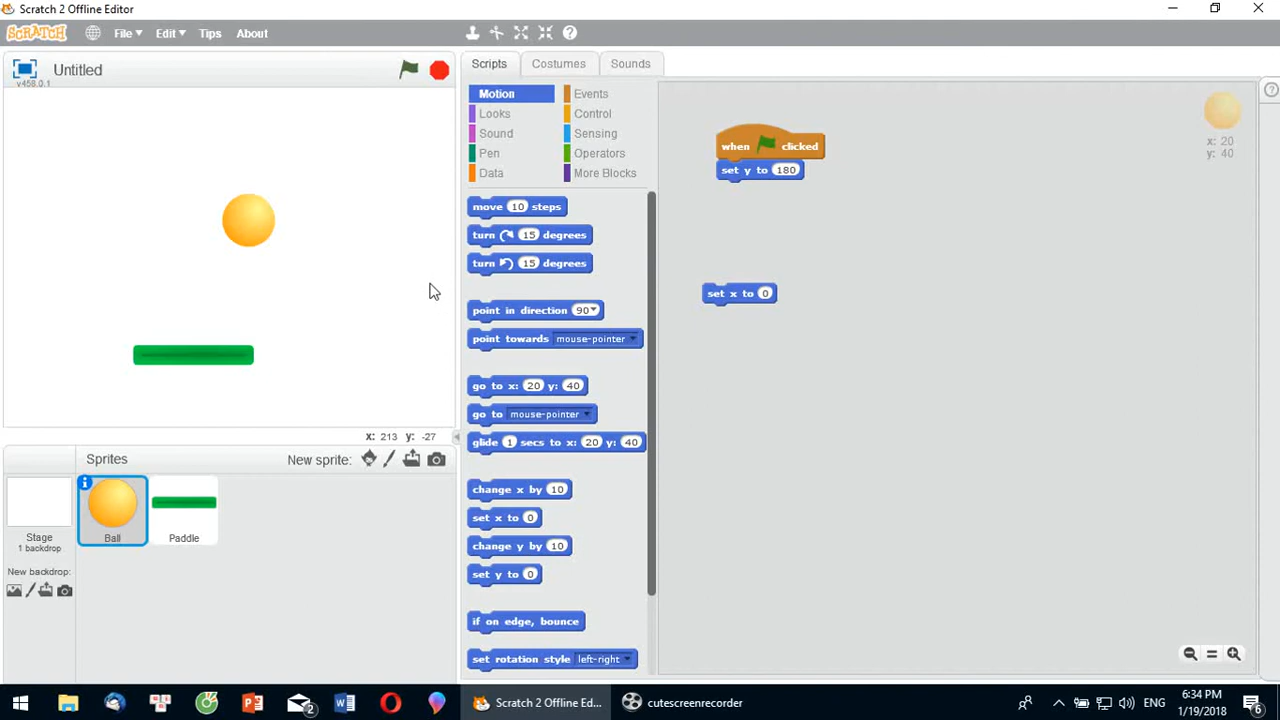 Scratch 2 Offline Editor
SCRATCH File Edit Tips About
Untitled
v458.0.1
Scripts Costumes Sounds
Motion Events
Looks Control
Sound Sensing
Pen Operators
Data More Blocks
move 10 steps
turn 15 degrees
turn 15 degrees
point in direction 90
point towards mouse-pointer
go to x: 20 y: 40
go to mouse-pointer
glide 1 secs to x: 20 y: 40
change x by 10
set x to 0
change y by 10
set y to 0
if on edge, bounce
set rotation style left-right
when clicked
set y to 180
set x to 0
x: 20
y: 40
x: 213 y: -27
Sprites New sprite:
Stage
1 backdrop
New backdrop:
Ball
Paddle
Scratch 2 Offline Edi...
cutescreenrecorder
2
ENG
6:34 PM
1/19/2018
6